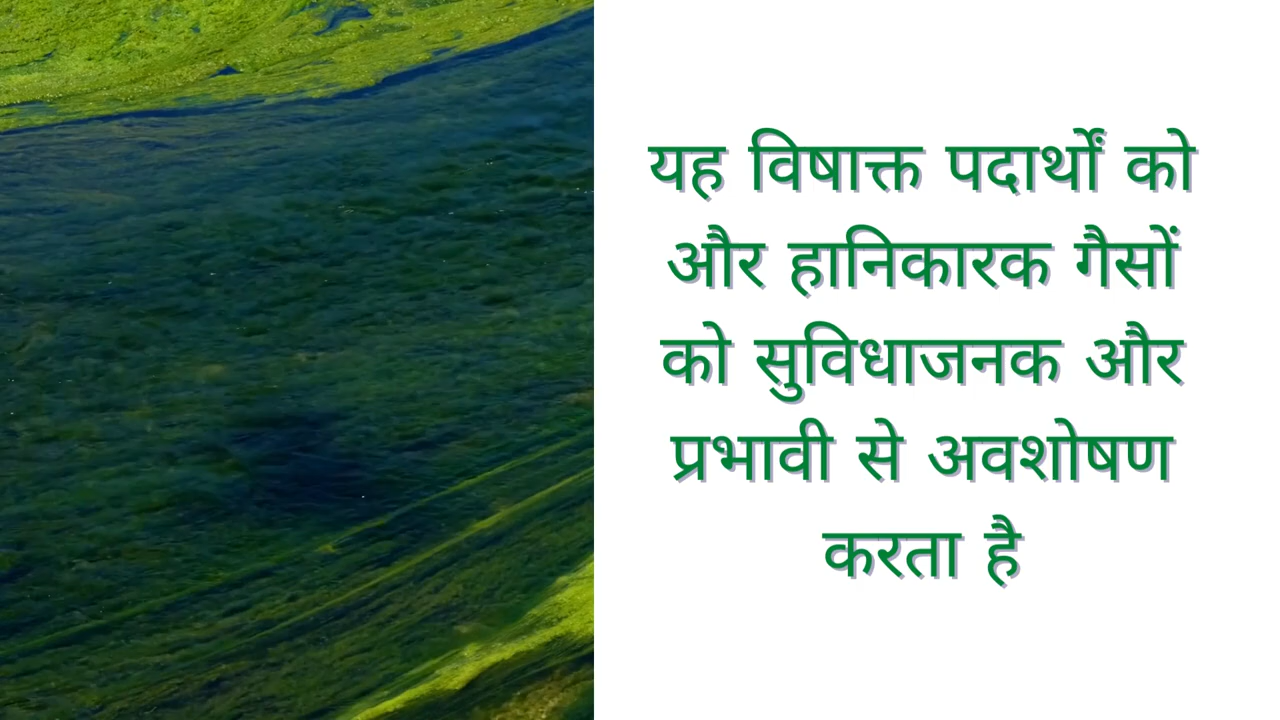 यह विषाक्त पदार्थों को
और हानिकारक गैसों
को सुविधाजनक और
प्रभावी से अवशोषण
करता है